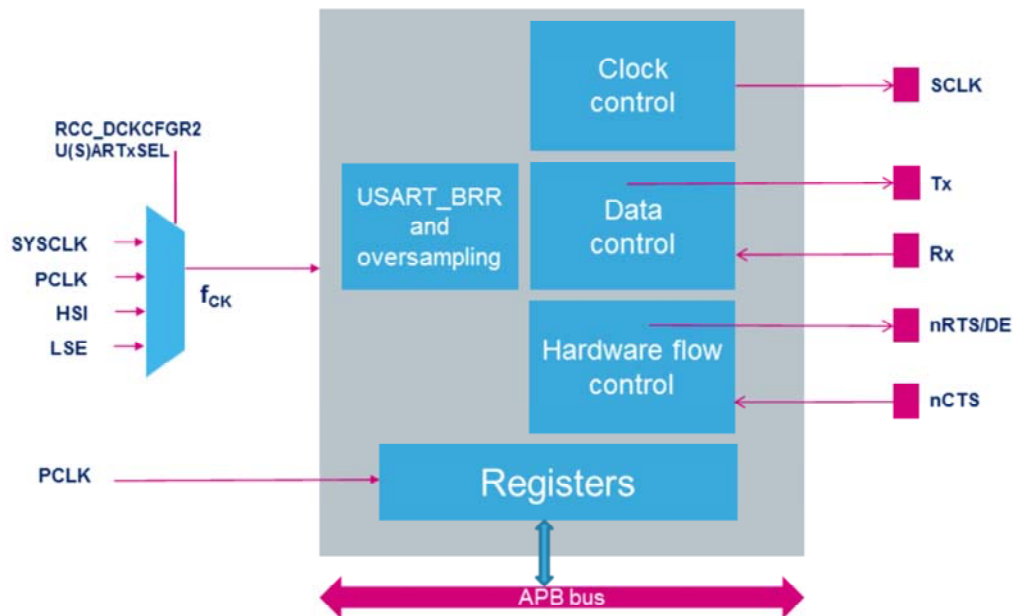 Clock
control
SCLK
RCC_DCKCFGR2
U(S)ARTxSEL
USART_BRR
and
oversampling
Data
control
Tx
Rx
SYSCLK
PCLK
HSI
LSE
fCK
Hardware flow
control
nRTS/DE
nCTS
PCLK
Registers
APB bus